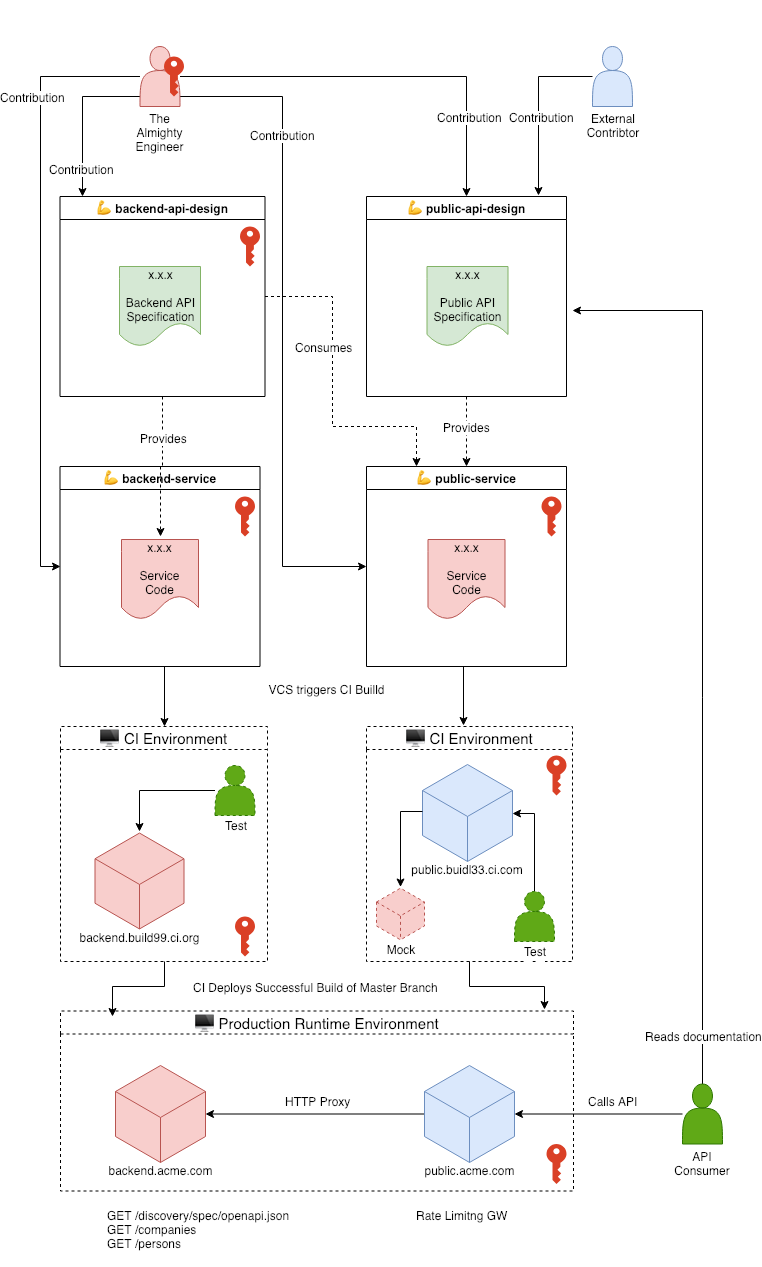 The
Almighty
Engineer
External
Contribtor
Contribution
Contribution
Contribution
Contribution
Contribution
💪 backend-api-design
x.x.x
Backend API
Specification
💪 public-api-design
x.x.x
Public API
Specification
Consumes
Provides
Provides
💪 backend-service
x.x.x
Service
Code
💪 public-service
x.x.x
Service
Code
VCS triggers CI Builld
🖥️ CI Environment
Test
backend.build99.ci.org
🖥️ CI Environment
public.buidl33.ci.com
Mock
Test
CI Deploys Successful Build of Master Branch
🖥️ Production Runtime Environment
Reads documentation
HTTP Proxy
Calls API
backend.acme.com
public.acme.com
API
Consumer
GET /discovery/spec/openapi.json
GET /companies
GET /persons
Rate Limitng GW